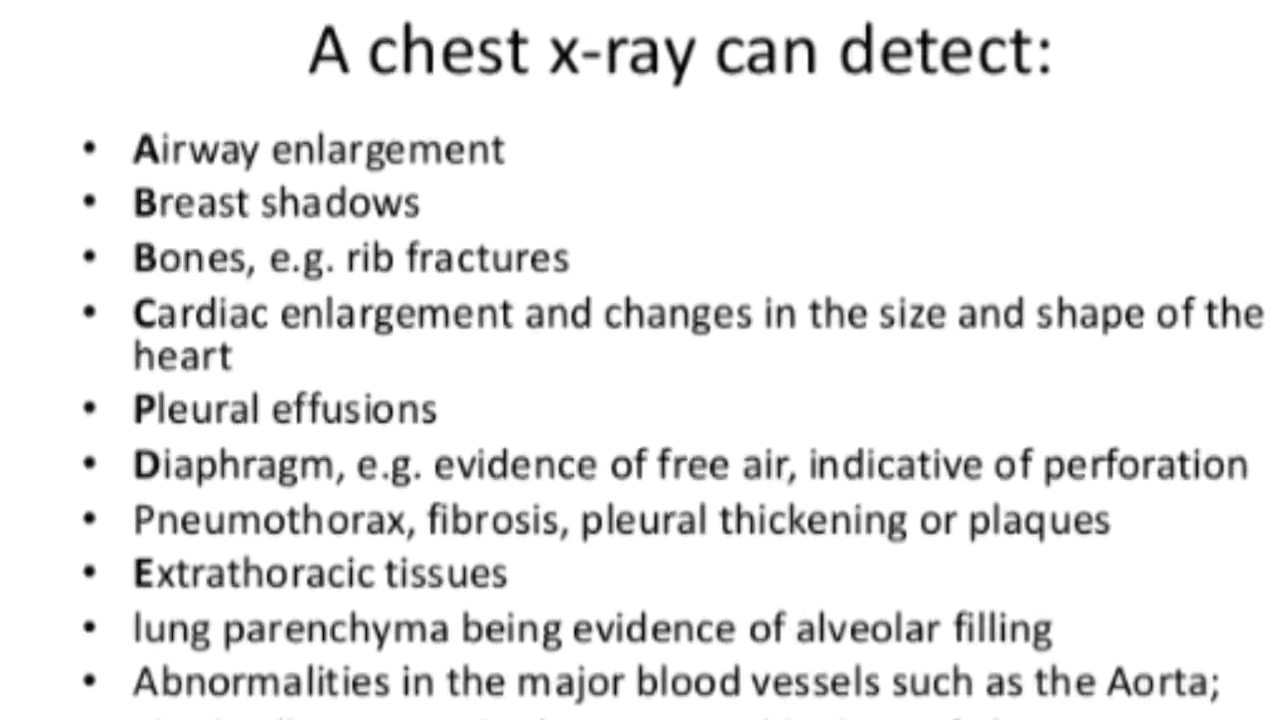 A chest x-ray can detect:
• Airway enlargement
• Breast shadows
• Bones, e.g. rib fractures
• Cardiac enlargement and changes in the size and shape of the
heart
• Pleural effusions
• Diaphragm, e.g. evidence of free air, indicative of perforation
• Pneumothorax, fibrosis, pleural thickening or plaques
• Extrathoracic tissues
• lung parenchyma being evidence of alveolar filling
• Abnormalities in the major blood vessels such as the Aorta;